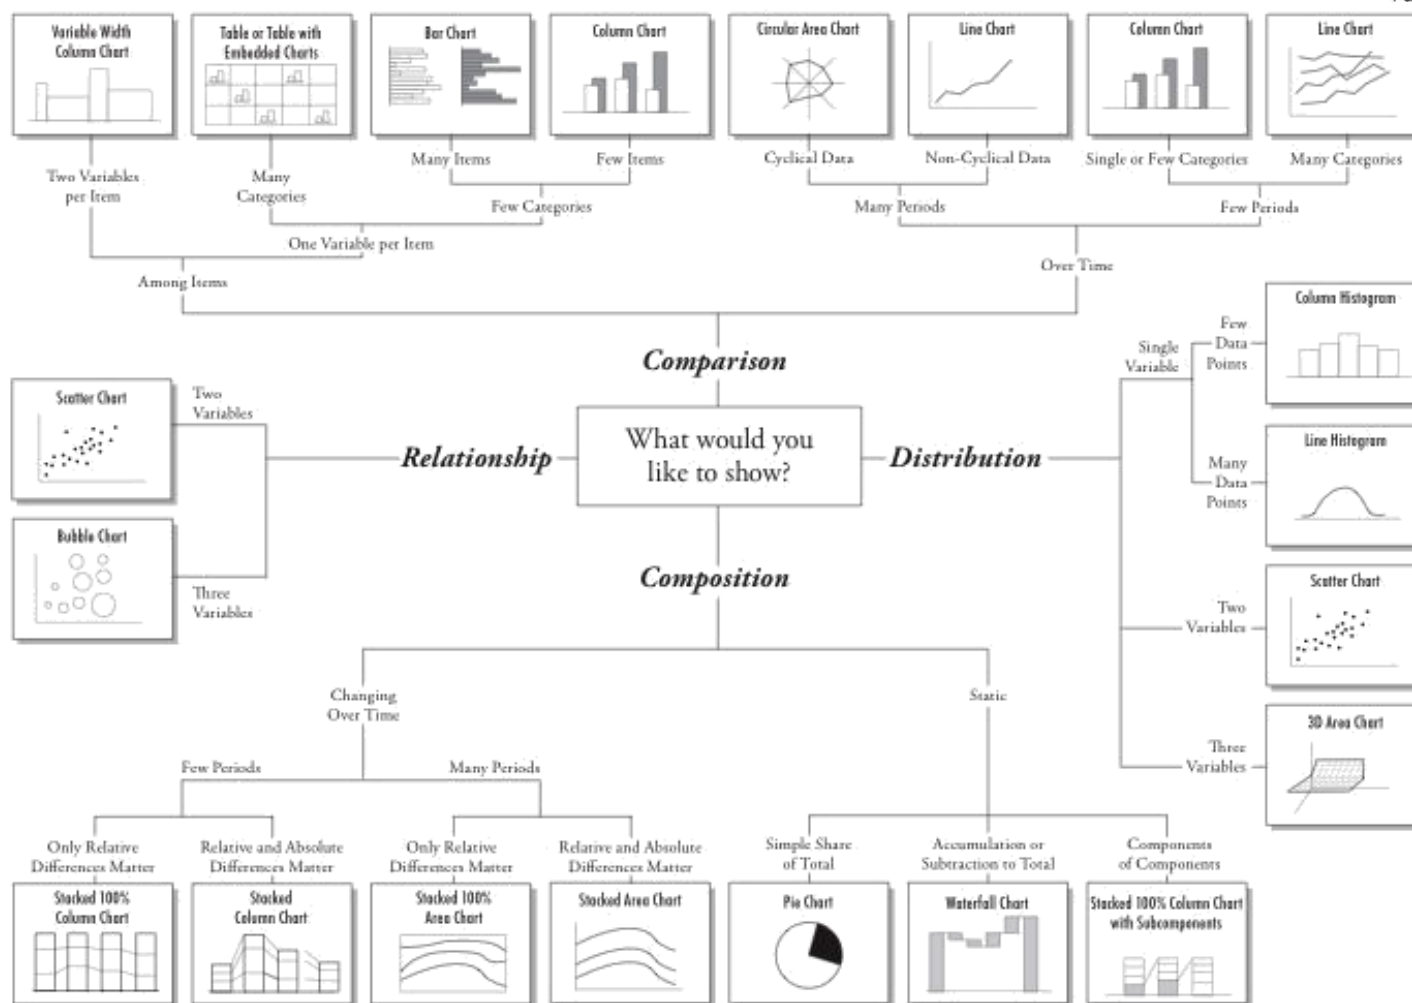 Variable Width
Column Chart
Table or Table with
Embedded Charts
Bar Chart
Column Chart
Circular Area Chart
Line Chart
Column Chart
Line Chart
Two Variables
per Item
Many
Categories
Many Items
Few Items
Cyclical Data
Non-Cyclical Data
Single or Few Categories
Many Categories
Few Categories
Many Periods
Few Periods
One Variable per Item
Over Time
Among Items
Comparison
What would you
like to show?
Relationship
Two
Variables
Scatter Chart
Three
Variables
Bubble Chart
Distribution
Single
Variable
Few
Data
Points
Column Histogram
Many
Data
Points
Line Histogram
Two
Variables
Scatter Chart
Three
Variables
3D Area Chart
Composition
Changing
Over Time
Static
Few Periods
Many Periods
Only Relative
Differences Matter
Relative and Absolute
Differences Matter
Only Relative
Differences Matter
Relative and Absolute
Differences Matter
Simple Share
of Total
Accumulation or
Subtraction to Total
Components
of Components
Stacked 100%
Column Chart
Stacked
Column Chart
Stacked 100%
Area Chart
Stacked Area Chart
Pie Chart
Waterfall Chart
Stacked 100% Column Chart
with Subcomponents